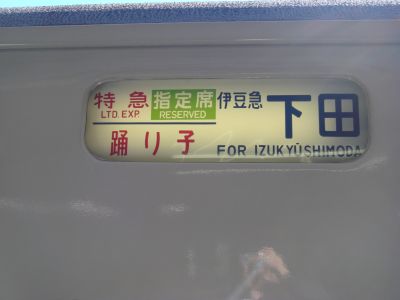 特急 指定席 伊豆急 下田
LTD. EXP. RESERVED
踊り子 FOR IZUKYŪSHIMODA